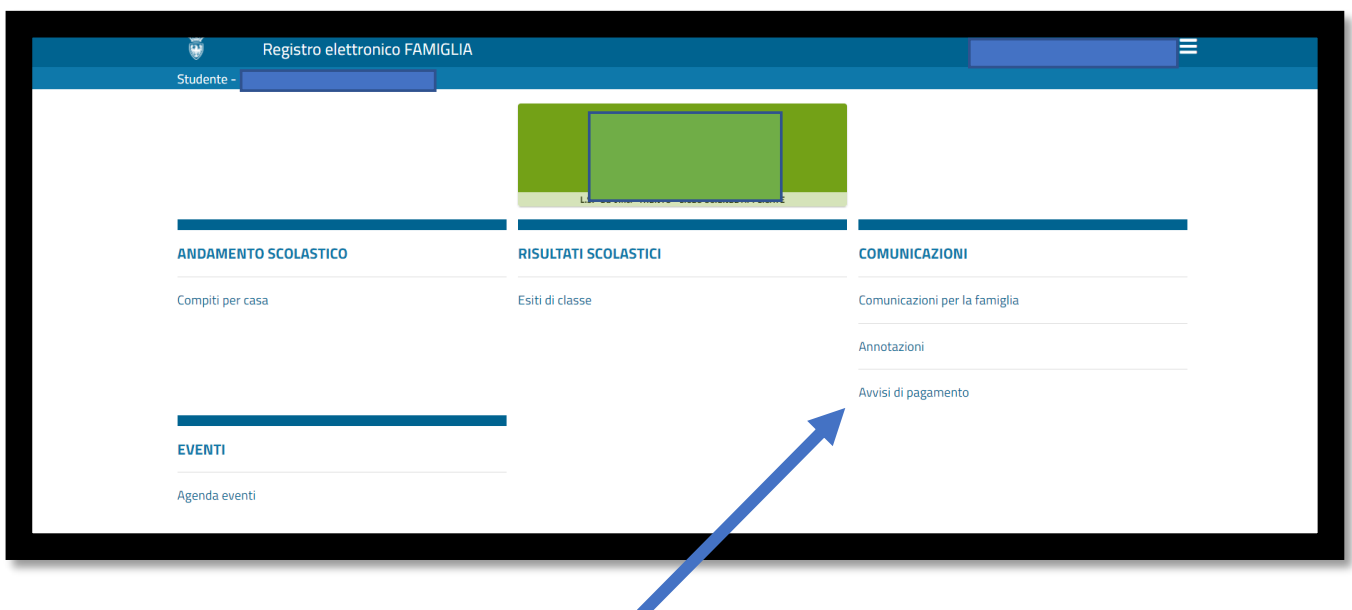 Registro elettronico FAMIGLIA
Studente -
ANDAMENTO SCOLASTICO
Compiti per casa
RISULTATI SCOLASTICI
Esiti di classe
COMUNICAZIONI
Comunicazioni per la famiglia
Annotazioni
Avvisi di pagamento
EVENTI
Agenda eventi